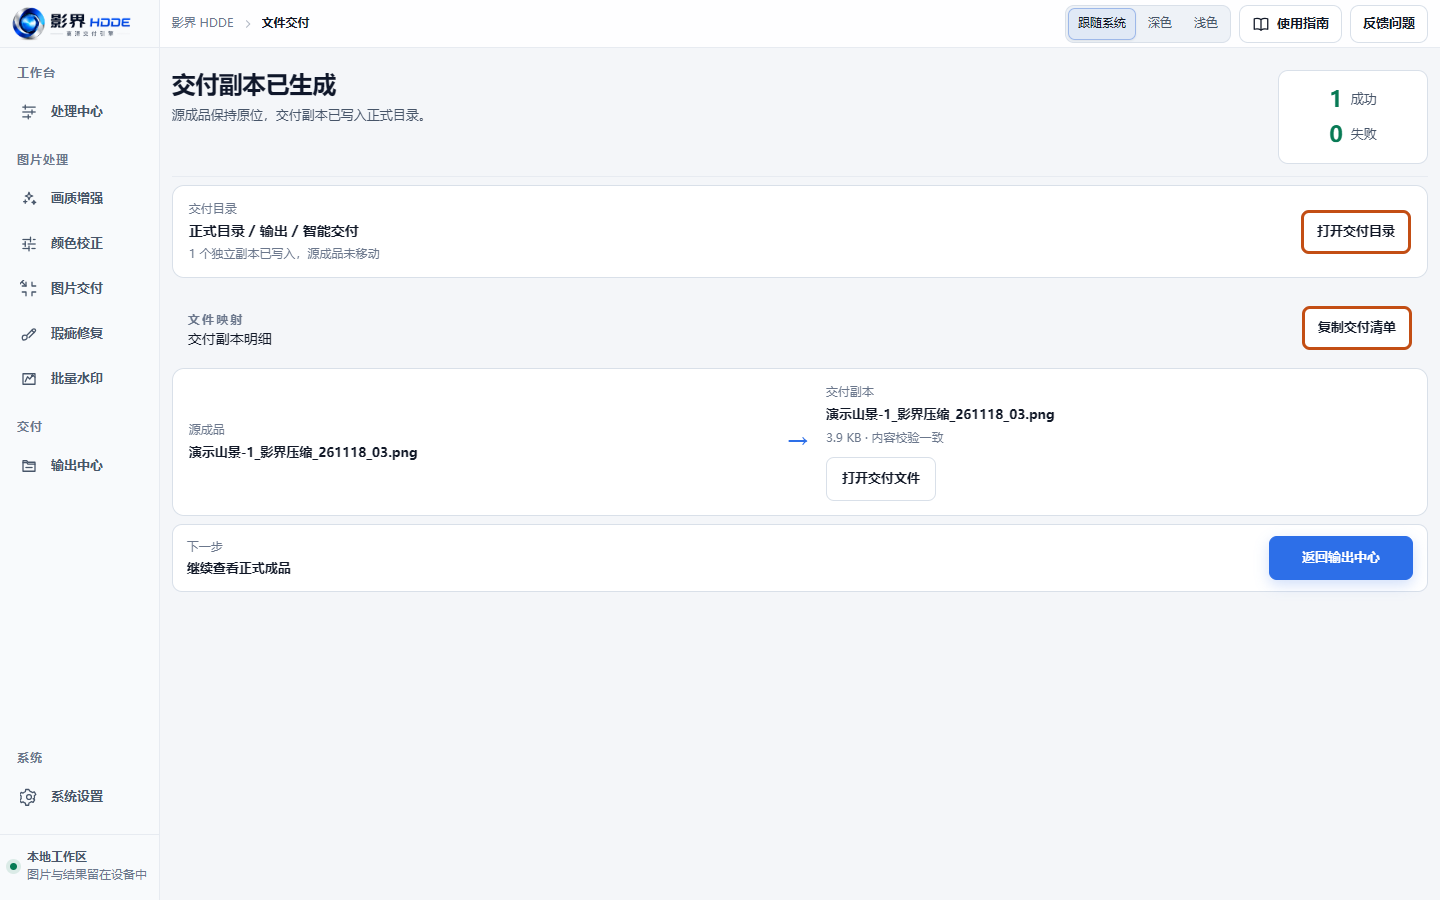 影界 HDDE
高清交付引擎
影界 HDDE > 文件交付
跟随系统
深色
浅色
使用指南
反馈问题
工作台
处理中心
图片处理
画质增强
颜色校正
图片交付
瑕疵修复
批量水印
交付
输出中心
系统
系统设置
本地工作区
图片与结果留在设备中
交付副本已生成
源成品保持原位，交付副本已写入正式目录。
1 成功
0 失败
交付目录
正式目录 / 输出 / 智能交付
1 个独立副本已写入，源成品未移动
打开交付目录
文件映射
交付副本明细
复制交付清单
源成品
演示山景-1_影界压缩_261118_03.png
→
交付副本
演示山景-1_影界压缩_261118_03.png
3.9 KB · 内容校验一致
打开交付文件
下一步
继续查看正式成品
返回输出中心